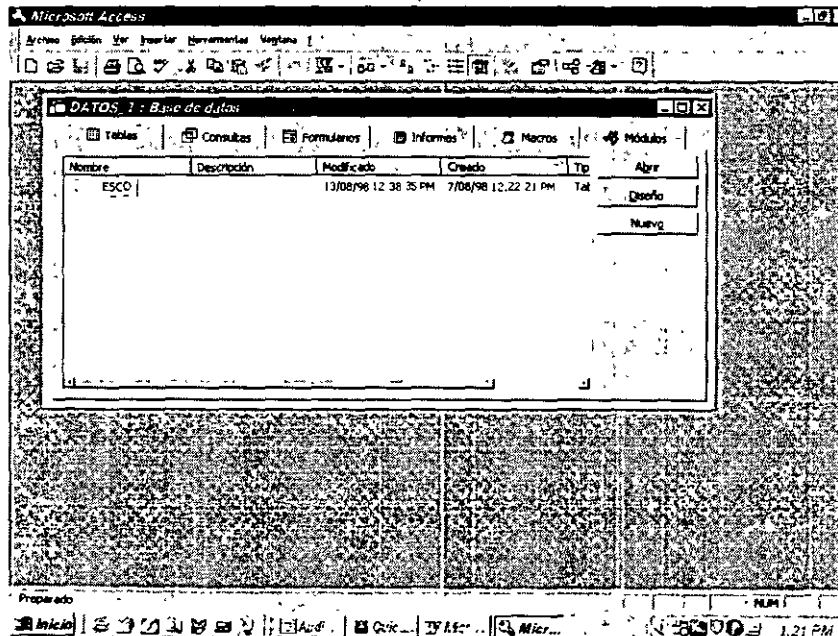 Microsoft Access
Archivo Edición Ver Insertar Herramientas Ventana ?
DATOS_1 : Base de datos
Tablas Consultas Formularios Informes Macros Módulos
Nombre Descripción Modificado Creado Tip
ESCO 13/08/98 12 38 35 PM 7/08/98 12.22 21 PM Tab
Abrir
Diseño
Nuevo
Preparado NUM
Inicio Micr... 1.21 PM